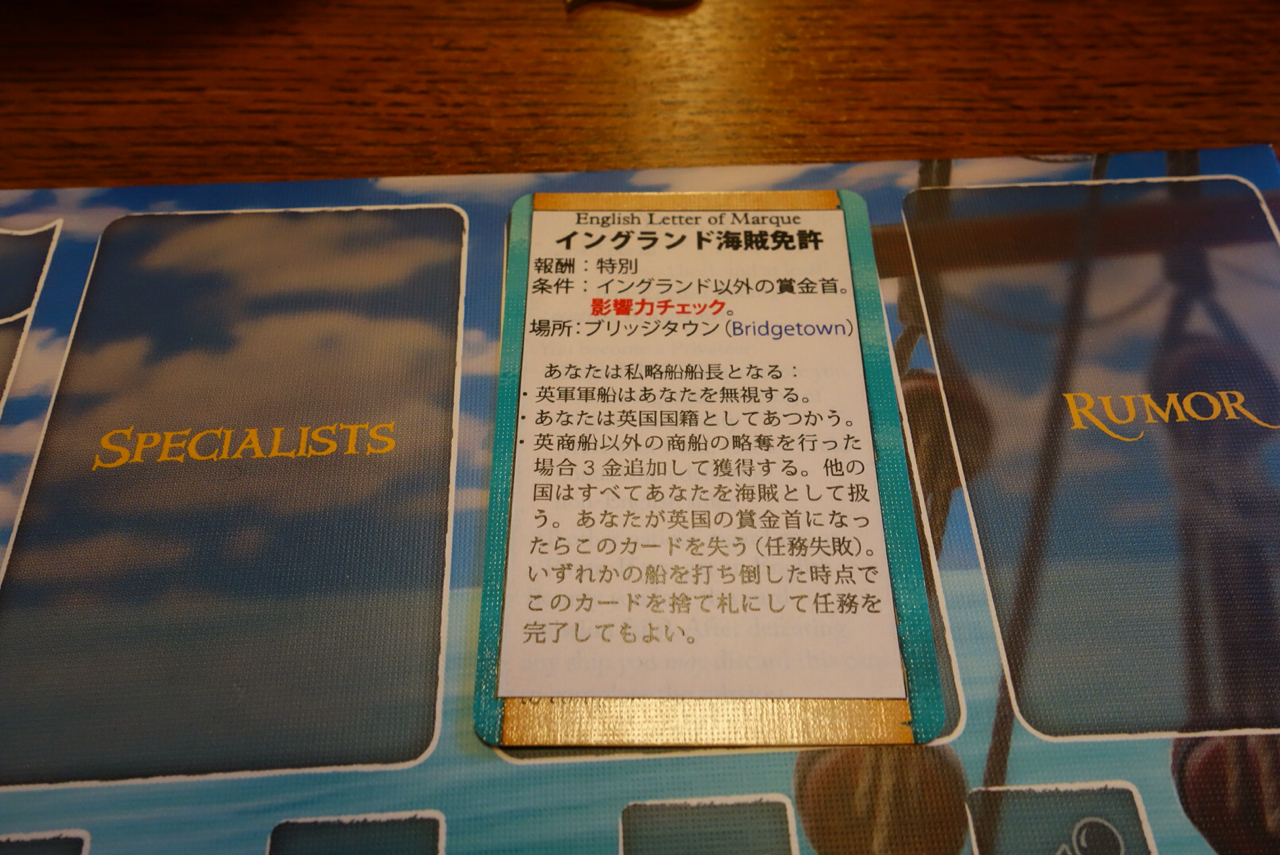 English Letter of Marque
イングランド海賊免許
報酬：特別
条件：イングランド以外の賞金首。
影響力チェック。
場所：ブリッジタウン（Bridgetown）
あなたは私略船船長となる：
・英軍軍船はあなたを無視する。
・あなたは英国国籍としてあつかう。
・英商船以外の商船の略奪を行った
場合３金追加して獲得する。他の
国はすべてあなたを海賊として扱
う。あなたが英国の賞金首になっ
たらこのカードを失う（任務失敗）。
いずれかの船を打ち倒した時点で
このカードを捨て札にして任務を
完了してもよい。
SPECIALISTS
RUMOR